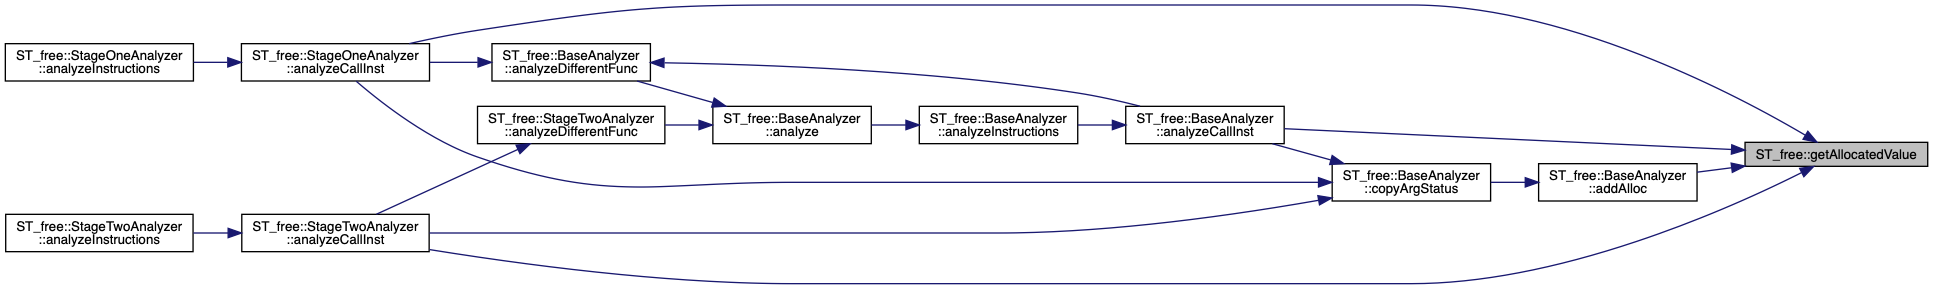 ST_free::StageOneAnalyzer
::analyzeInstructions
ST_free::StageOneAnalyzer
::analyzeCallInst
ST_free::BaseAnalyzer
::analyzeDifferentFunc
ST_free::StageTwoAnalyzer
::analyzeDifferentFunc
ST_free::BaseAnalyzer
::analyze
ST_free::BaseAnalyzer
::analyzeInstructions
ST_free::BaseAnalyzer
::analyzeCallInst
ST_free::getAllocatedValue
ST_free::BaseAnalyzer
::copyArgStatus
ST_free::BaseAnalyzer
::addAlloc
ST_free::StageTwoAnalyzer
::analyzeInstructions
ST_free::StageTwoAnalyzer
::analyzeCallInst